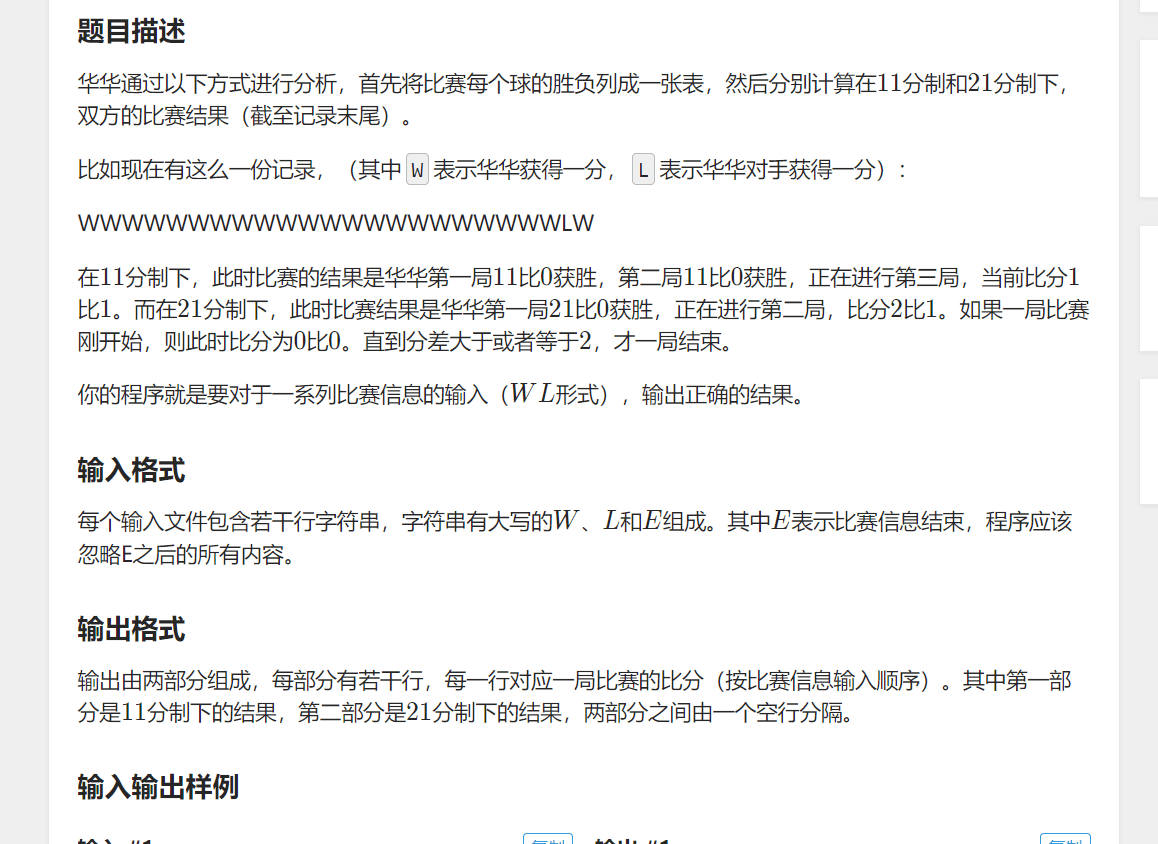 题目描述
华华通过以下方式进行分析，首先将比赛每个球的胜负列成一张表，然后分别计算在11分制和21分制下，
双方的比赛结果（截至记录末尾）。
比如现在有这么一份记录，（其中 W 表示华华获得一分， L 表示华华对手获得一分）：
WWWWWWWWWWWWWWWWWWWWWWLW
在11分制下，此时比赛的结果是华华第一局11比0获胜，第二局11比0获胜，正在进行第三局，当前比分1
比1。而在21分制下，此时比赛结果是华华第一局21比0获胜，正在进行第二局，比分2比1。如果一局比赛
刚开始，则此时比分为0比0。直到分差大于或者等于2，才一局结束。
你的程序就是要对于一系列比赛信息的输入（WL形式），输出正确的结果。
输入格式
每个输入文件包含若干行字符串，字符串有大写的W、L和E组成。其中E表示比赛信息结束，程序应该
忽略E之后的所有内容。
输出格式
输出由两部分组成，每部分有若干行，每一行对应一局比赛的比分（按比赛信息输入顺序）。其中第一部
分是11分制下的结果，第二部分是21分制下的结果，两部分之间由一个空行分隔。
输入输出样例
输入 #1 复制 输出 #1 复制